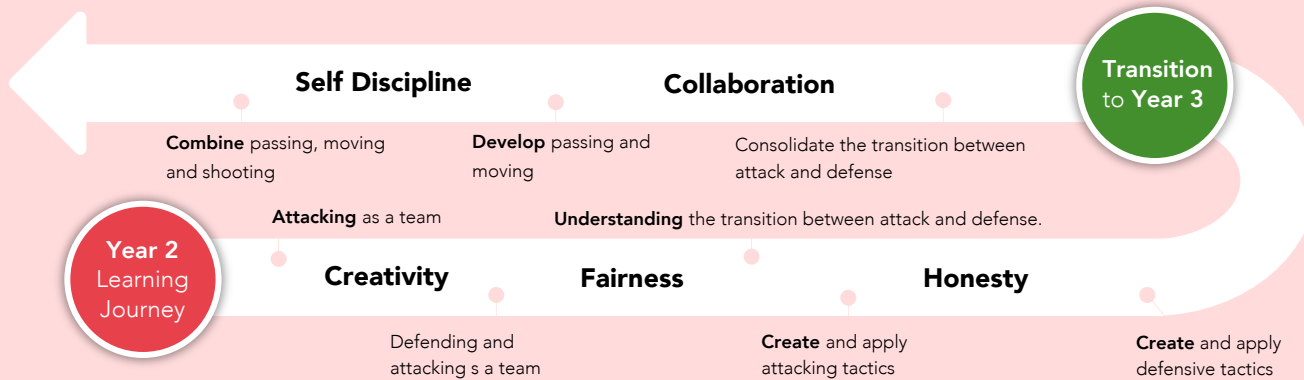 Self Discipline
Collaboration
Transition
to Year 3
Combine passing, moving
and shooting
Develop passing and
moving
Consolidate the transition between
attack and defense
Attacking as a team
Understanding the transition between attack and defense.
Year 2
Learning
Journey
Creativity
Fairness
Honesty
Defending and
attacking s a team
Create and apply
attacking tactics
Create and apply
defensive tactics